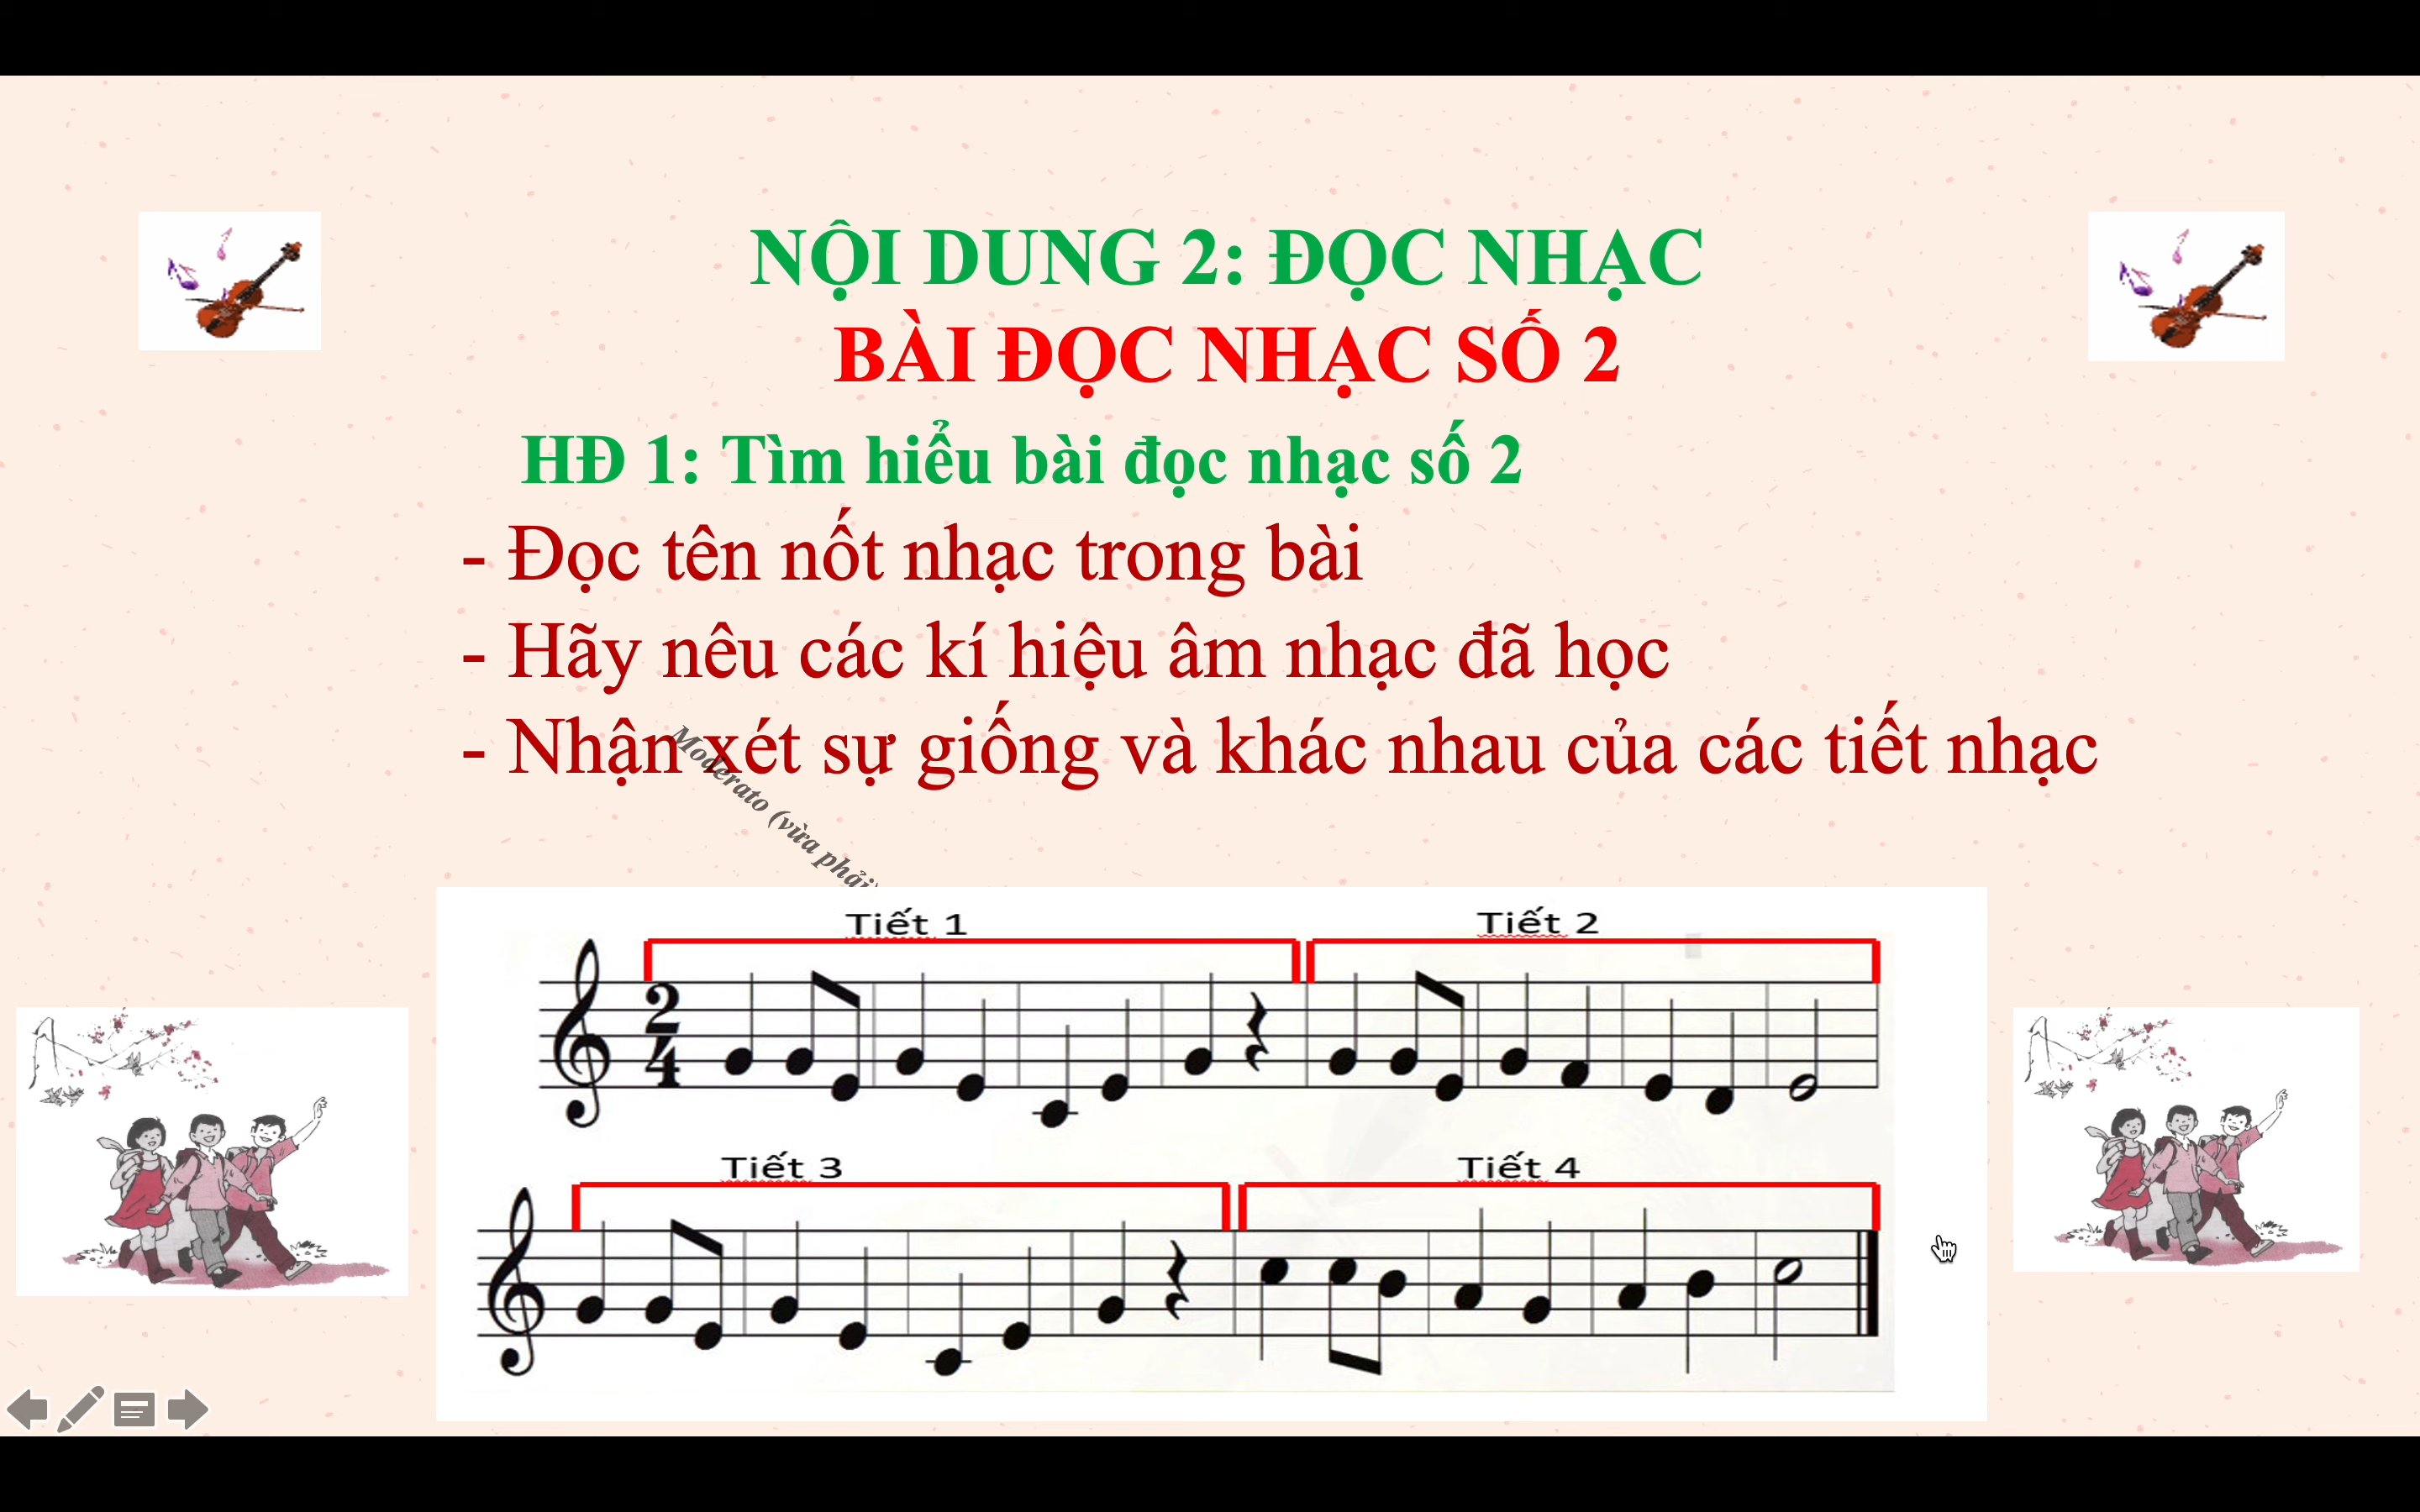 NỘI DUNG 2: ĐỌC NHẠC
BÀI ĐỌC NHẠC SỐ 2
HĐ 1: Tìm hiểu bài đọc nhạc số 2
- Đọc tên nốt nhạc trong bài
- Hãy nêu các kí hiệu âm nhạc đã học
- Nhận xét sự giống và khác nhau của các tiết nhạc
Moderato (vừa phải)
Tiết 1
Tiết 2
2
4
Tiết 3
Tiết 4